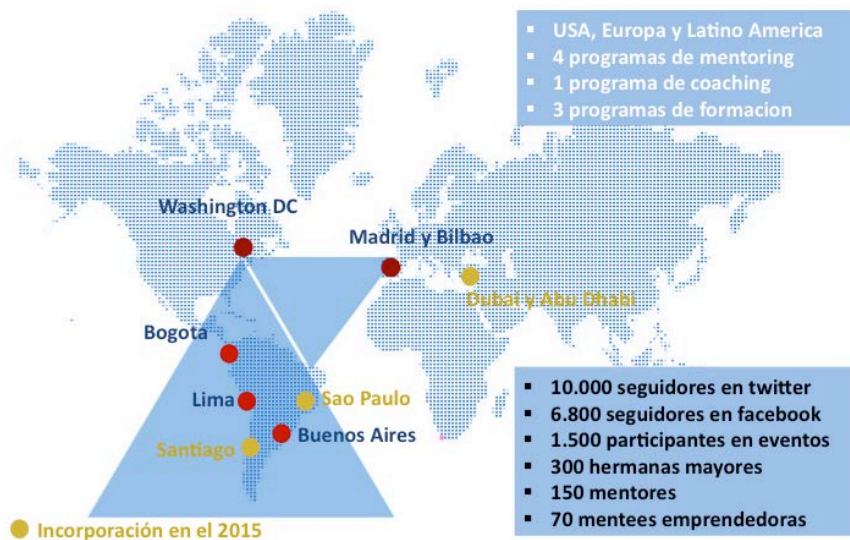 ▪ USA, Europa y Latino America
▪ 4 programas de mentoring
▪ 1 programa de coaching
▪ 3 programas de formacion
Washington DC
Madrid y Bilbao
Dubai y Abu Dhabi
Bogota
Lima
Sao Paulo
Buenos Aires
Santiago
▪ 10.000 seguidores en twitter
▪ 6.800 seguidores en facebook
▪ 1.500 participantes en eventos
▪ 300 hermanas mayores
▪ 150 mentores
▪ 70 mentees emprendedoras
Incorporación en el 2015